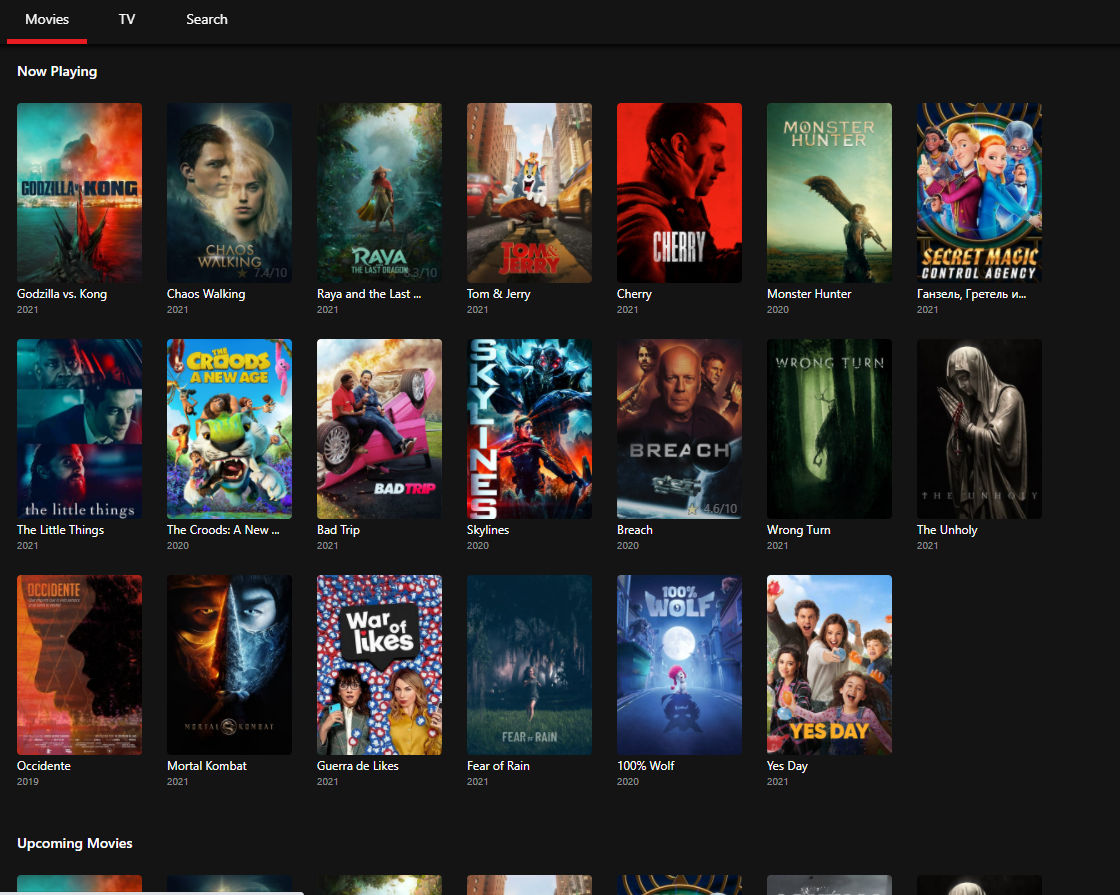 Movies TV Search
Now Playing
GODZILLA VS. KONG
CHAOS
WALKING
7.4/10
RAYA
THE LAST DRAGON
3/10
TOM &
JERRY
CHERRY
MONSTER
HUNTER
SECRET MAGIC
CONTROL AGENCY
Godzilla vs. Kong
2021
Chaos Walking
2021
Raya and the Last ...
2021
Tom & Jerry
2021
Cherry
2021
Monster Hunter
2020
Ганзель, Гретель и...
2021
the little things
THE
CROODS
A NEW AGE
BAD TRIP
SKYLINES
BREACH
4.6/10
WRONG TURN
THE UNHOLY
The Little Things
2021
The Croods: A New ...
2020
Bad Trip
2021
Skylines
2020
Breach
2020
Wrong Turn
2021
The Unholy
2021
OCCIDENTE
MORTAL KOMBAT
War of
likes
FEAR OF RAIN
100%
WOLF
YES DAY
Occidente
2019
Mortal Kombat
2021
Guerra de Likes
2021
Fear of Rain
2021
100% Wolf
2020
Yes Day
2021
Upcoming Movies